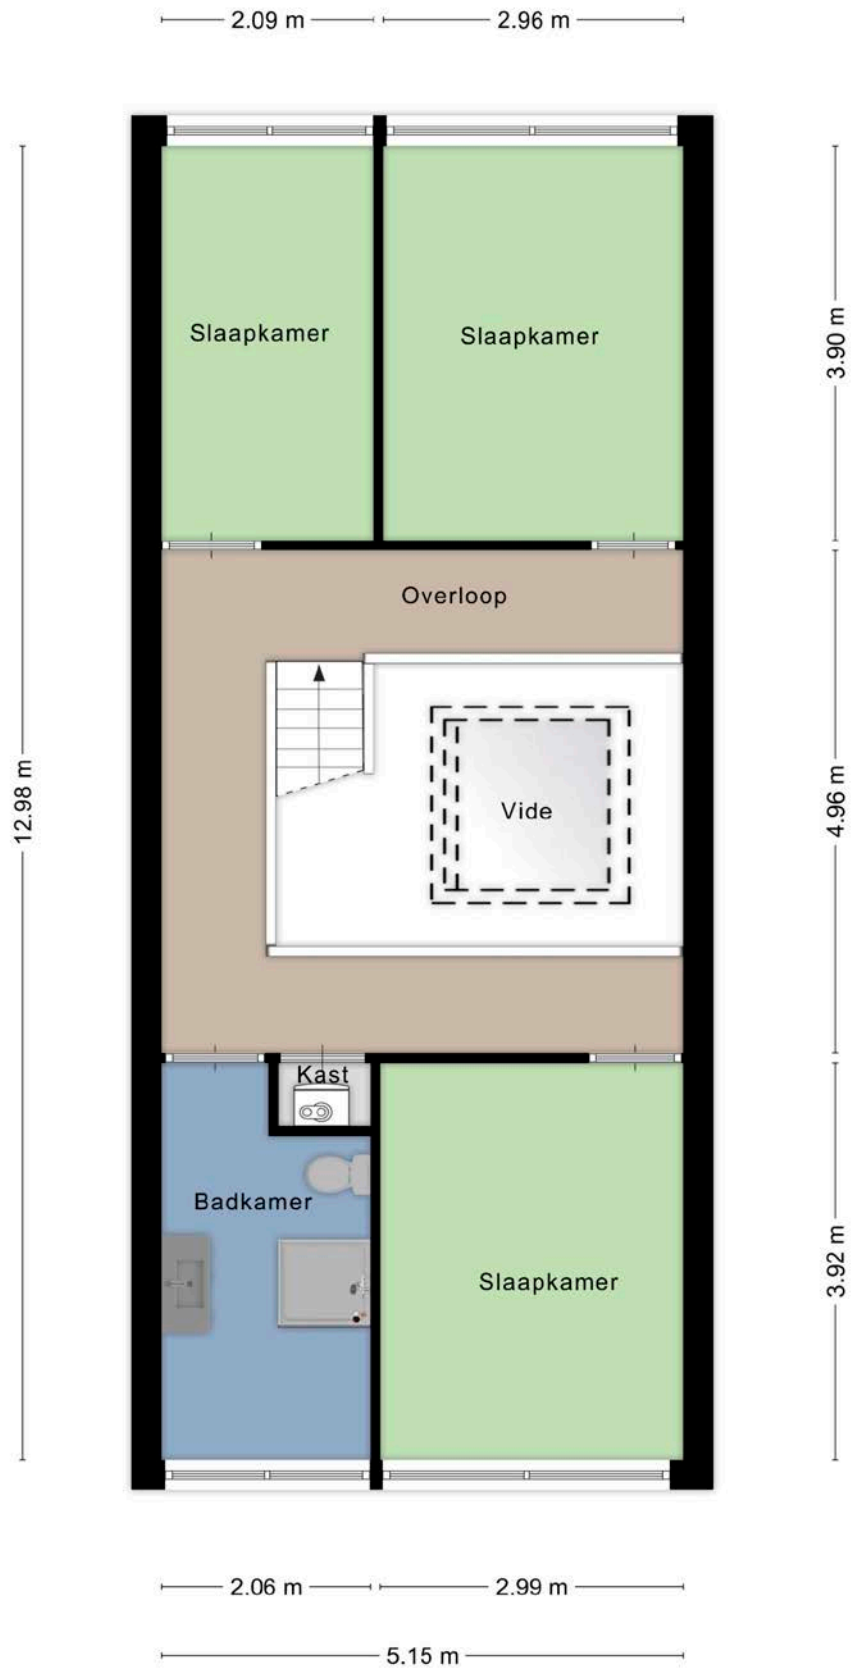 2.09 m
2.96 m
Slaapkamer
Slaapkamer
3.90 m
Overloop
12.98 m
Vide
4.96 m
Kast
Badkamer
Slaapkamer
3.92 m
2.06 m
2.99 m
5.15 m